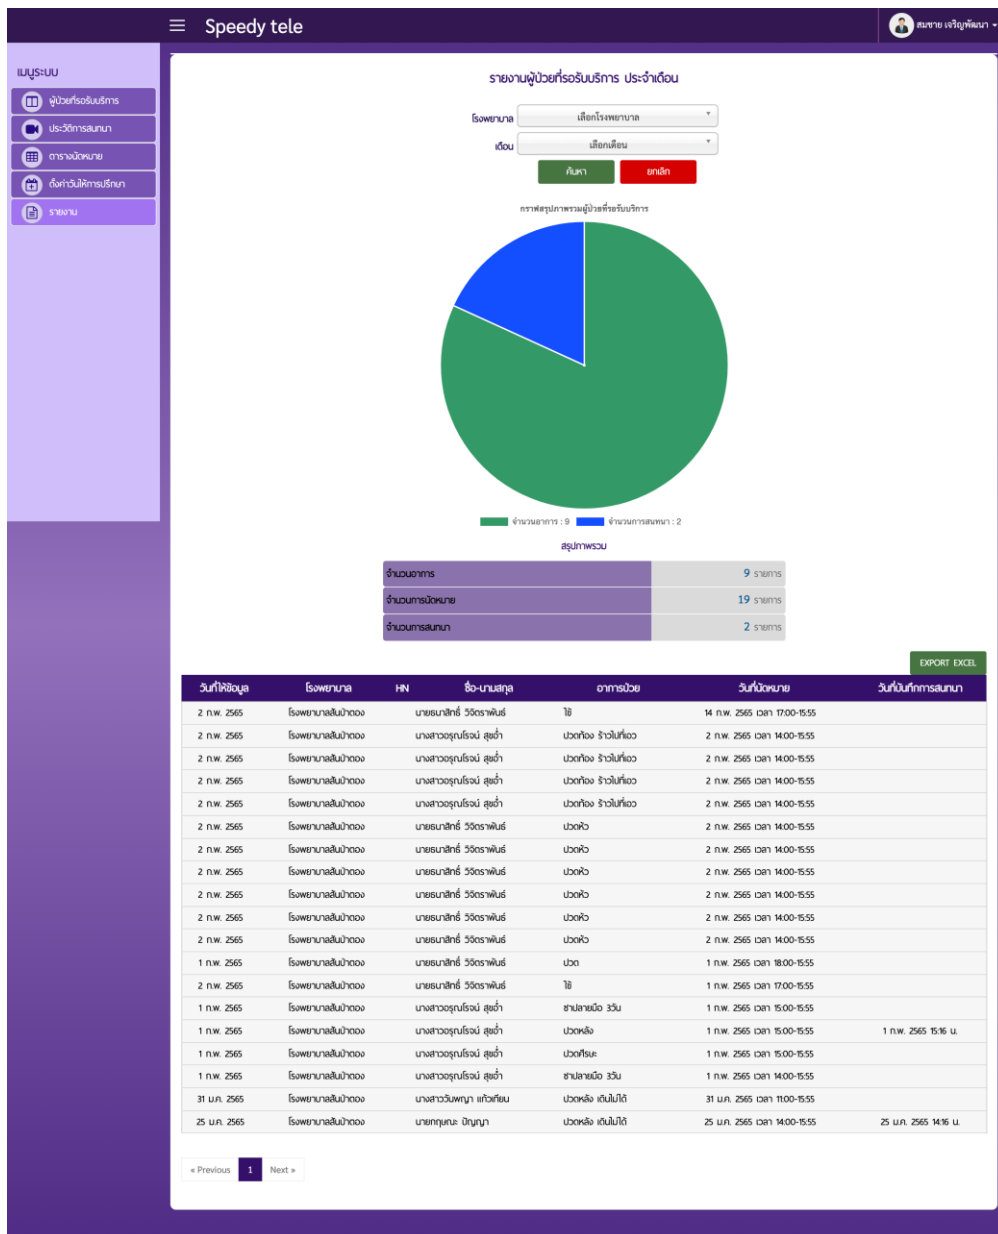 Speedy tele
สมชาย เจริญพัฒนา
เมนูระบบ
ผู้ป่วยที่รอรับบริการ
ประวัติการสนทนา
ตารางนัดหมาย
ตั้งค่าวันให้การปรึกษา
รายงาน
รายงานผู้ป่วยที่รอรับบริการ ประจำเดือน
โรงพยาบาล เลือกโรงพยาบาล
เดือน เลือกเดือน
ค้นหา ยกเลิก
กราฟสรุปภาพรวมผู้ป่วยที่รอรับบริการ
จำนวนอาการ : 9 จำนวนการสนทนา : 2
สรุปภาพรวม
จำนวนอาการ 9 รายการ
จำนวนการนัดหมาย 19 รายการ
จำนวนการสนทนา 2 รายการ
EXPORT EXCEL
วันที่ให้ข้อมูล โรงพยาบาล HN ชื่อ-นามสกุล อาการป่วย วันที่นัดหมาย วันที่บันทึกการสนทนา
2 ก.พ. 2565 โรงพยาบาลสันป่าตอง นายธนาสิทธิ์ วิจิตราพันธ์ ไข้ 14 ก.พ. 2565 เวลา 17:00-15:55
2 ก.พ. 2565 โรงพยาบาลสันป่าตอง นางสาวอรุณโรจน์ สุขอ่ำ ปวดท้อง ร้าวไปที่เอว 2 ก.พ. 2565 เวลา 14:00-15:55
2 ก.พ. 2565 โรงพยาบาลสันป่าตอง นางสาวอรุณโรจน์ สุขอ่ำ ปวดท้อง ร้าวไปที่เอว 2 ก.พ. 2565 เวลา 14:00-15:55
2 ก.พ. 2565 โรงพยาบาลสันป่าตอง นางสาวอรุณโรจน์ สุขอ่ำ ปวดท้อง ร้าวไปที่เอว 2 ก.พ. 2565 เวลา 14:00-15:55
2 ก.พ. 2565 โรงพยาบาลสันป่าตอง นางสาวอรุณโรจน์ สุขอ่ำ ปวดท้อง ร้าวไปที่เอว 2 ก.พ. 2565 เวลา 14:00-15:55
2 ก.พ. 2565 โรงพยาบาลสันป่าตอง นายธนาสิทธิ์ วิจิตราพันธ์ ปวดหัว 2 ก.พ. 2565 เวลา 14:00-15:55
2 ก.พ. 2565 โรงพยาบาลสันป่าตอง นายธนาสิทธิ์ วิจิตราพันธ์ ปวดหัว 2 ก.พ. 2565 เวลา 14:00-15:55
2 ก.พ. 2565 โรงพยาบาลสันป่าตอง นายธนาสิทธิ์ วิจิตราพันธ์ ปวดหัว 2 ก.พ. 2565 เวลา 14:00-15:55
2 ก.พ. 2565 โรงพยาบาลสันป่าตอง นายธนาสิทธิ์ วิจิตราพันธ์ ปวดหัว 2 ก.พ. 2565 เวลา 14:00-15:55
2 ก.พ. 2565 โรงพยาบาลสันป่าตอง นายธนาสิทธิ์ วิจิตราพันธ์ ปวดหัว 2 ก.พ. 2565 เวลา 14:00-15:55
2 ก.พ. 2565 โรงพยาบาลสันป่าตอง นายธนาสิทธิ์ วิจิตราพันธ์ ปวดหัว 2 ก.พ. 2565 เวลา 14:00-15:55
1 ก.พ. 2565 โรงพยาบาลสันป่าตอง นายธนาสิทธิ์ วิจิตราพันธ์ ปวด 1 ก.พ. 2565 เวลา 18:00-15:55
2 ก.พ. 2565 โรงพยาบาลสันป่าตอง นายธนาสิทธิ์ วิจิตราพันธ์ ไข้ 1 ก.พ. 2565 เวลา 17:00-15:55
1 ก.พ. 2565 โรงพยาบาลสันป่าตอง นางสาวอรุณโรจน์ สุขอ่ำ ชาปลายมือ 3วัน 1 ก.พ. 2565 เวลา 15:00-15:55
1 ก.พ. 2565 โรงพยาบาลสันป่าตอง นางสาวอรุณโรจน์ สุขอ่ำ ปวดหลัง 1 ก.พ. 2565 เวลา 15:00-15:55 1 ก.พ. 2565 15:16 น.
1 ก.พ. 2565 โรงพยาบาลสันป่าตอง นางสาวอรุณโรจน์ สุขอ่ำ ปวดศีรษะ 1 ก.พ. 2565 เวลา 15:00-15:55
1 ก.พ. 2565 โรงพยาบาลสันป่าตอง นางสาวอรุณโรจน์ สุขอ่ำ ชาปลายมือ 3วัน 1 ก.พ. 2565 เวลา 14:00-15:55
31 ม.ค. 2565 โรงพยาบาลสันป่าตอง นางสาววันพญา แก้วเทียน ปวดหลัง เดินไม่ได้ 31 ม.ค. 2565 เวลา 11:00-15:55
25 ม.ค. 2565 โรงพยาบาลสันป่าตอง นายกฤษณะ ปัญญา ปวดหลัง เดินไม่ได้ 25 ม.ค. 2565 เวลา 14:00-15:55 25 ม.ค. 2565 14:16 น.
« Previous 1 Next »